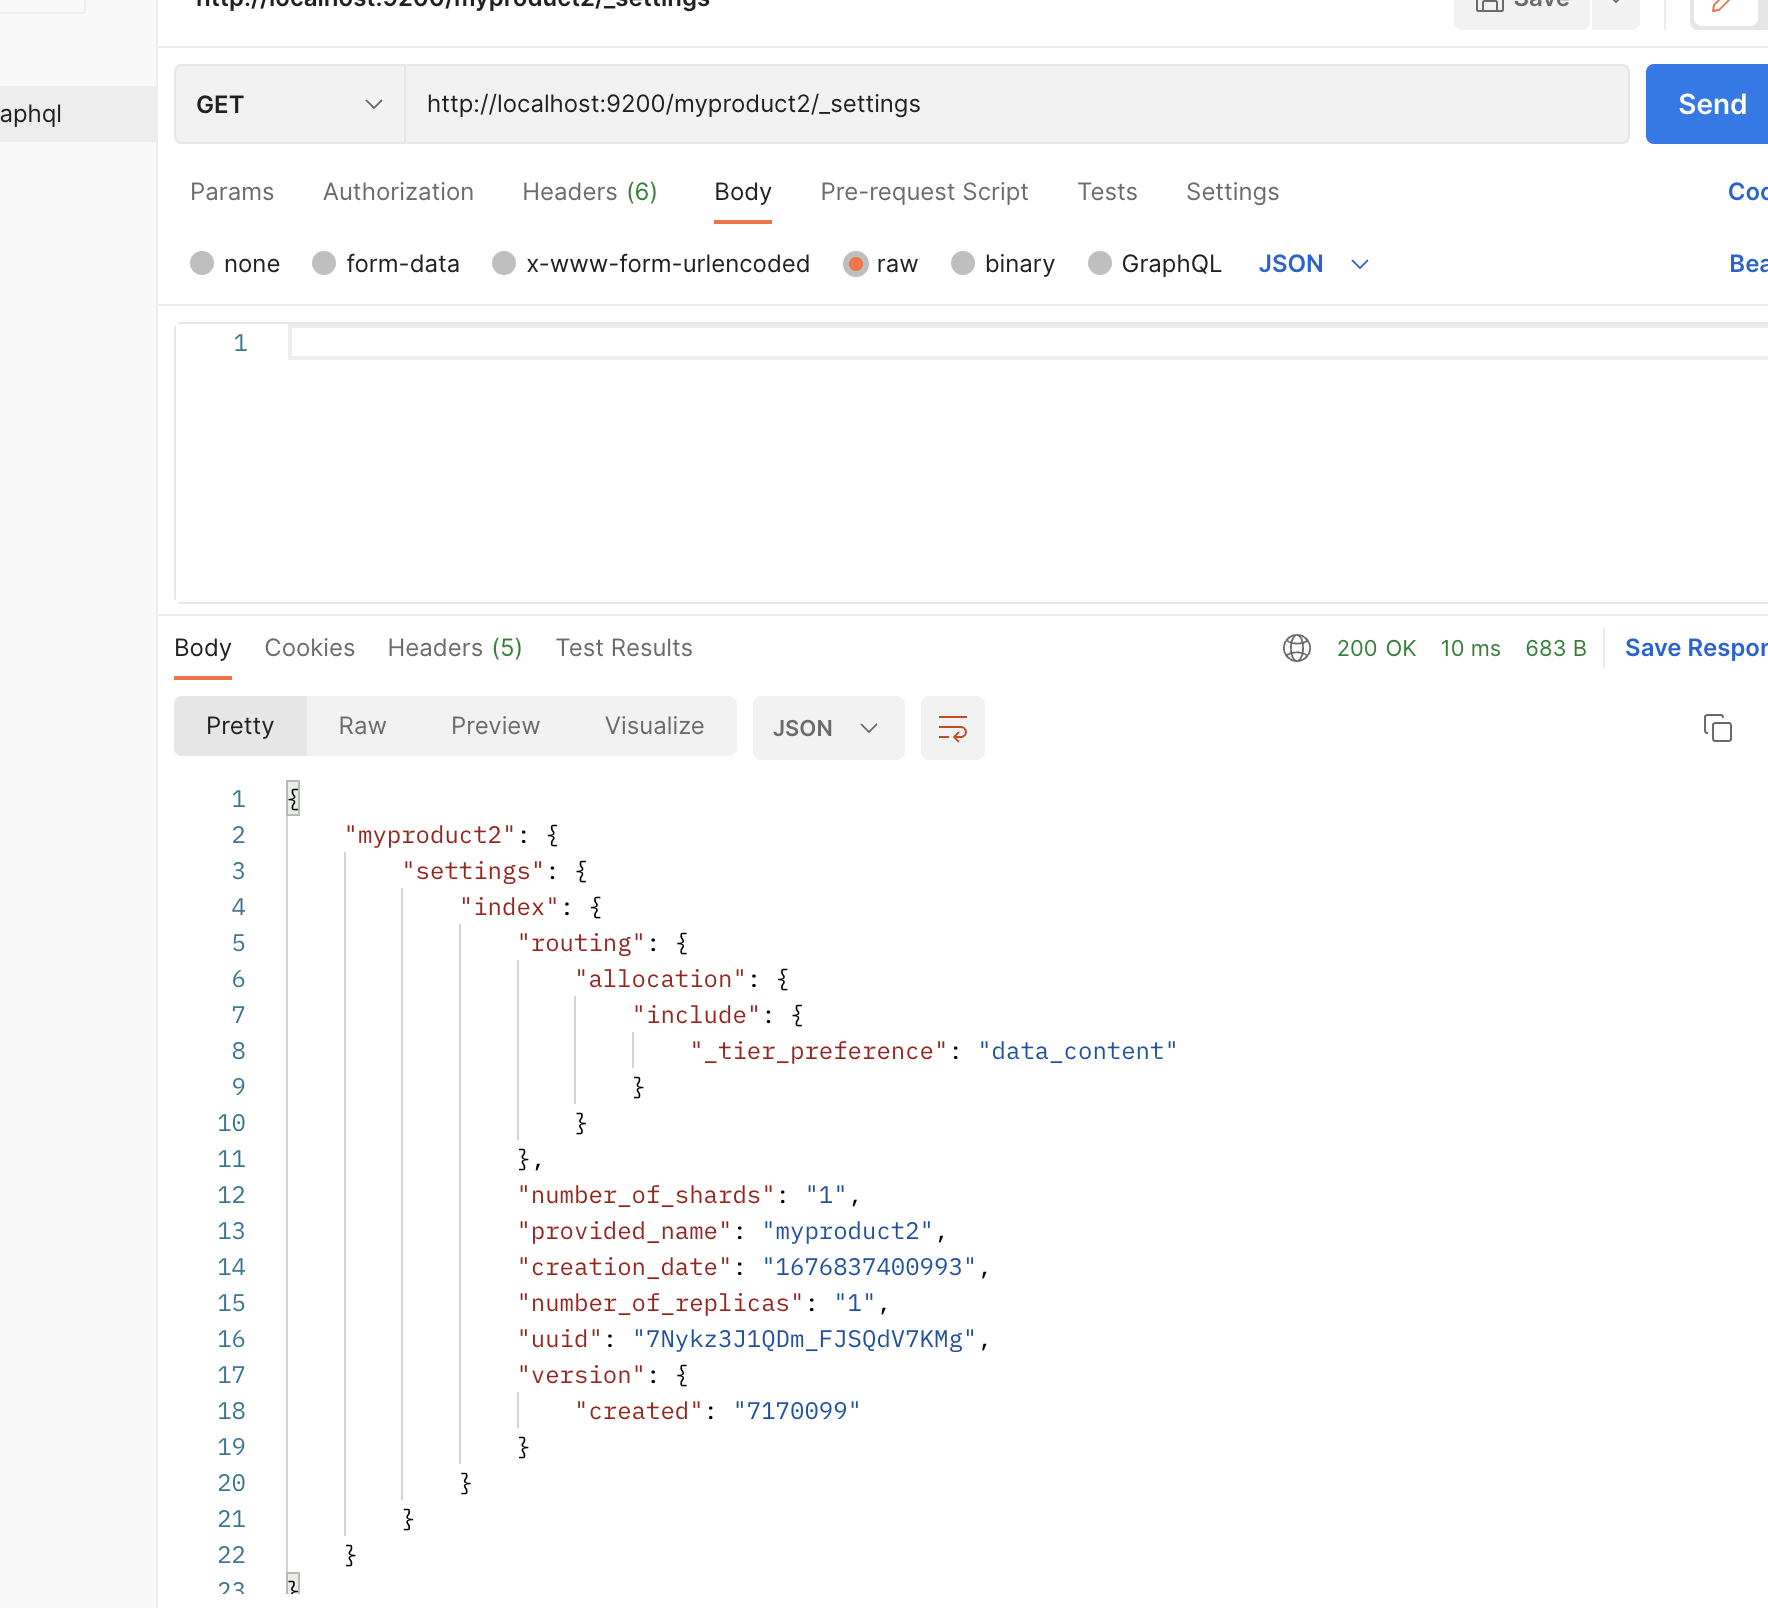 http://localhost:9200/myproduct2/_settings
Save
aphql
GET http://localhost:9200/myproduct2/_settings Send
Params Authorization Headers (6) Body Pre-request Script Tests Settings Coo
none form-data x-www-form-urlencoded raw binary GraphQL JSON Bea
1
Body Cookies Headers (5) Test Results 200 OK 10 ms 683 B Save Respon
Pretty Raw Preview Visualize JSON
1 {
2 "myproduct2": {
3 "settings": {
4 "index": {
5 "routing": {
6 "allocation": {
7 "include": {
8 "_tier_preference": "data_content"
9 }
10 }
11 },
12 "number_of_shards": "1",
13 "provided_name": "myproduct2",
14 "creation_date": "1676837400993",
15 "number_of_replicas": "1",
16 "uuid": "7Nykz3J1QDm_FJSQdV7KMg",
17 "version": {
18 "created": "7170099"
19 }
20 }
21 }
22 }
23 }